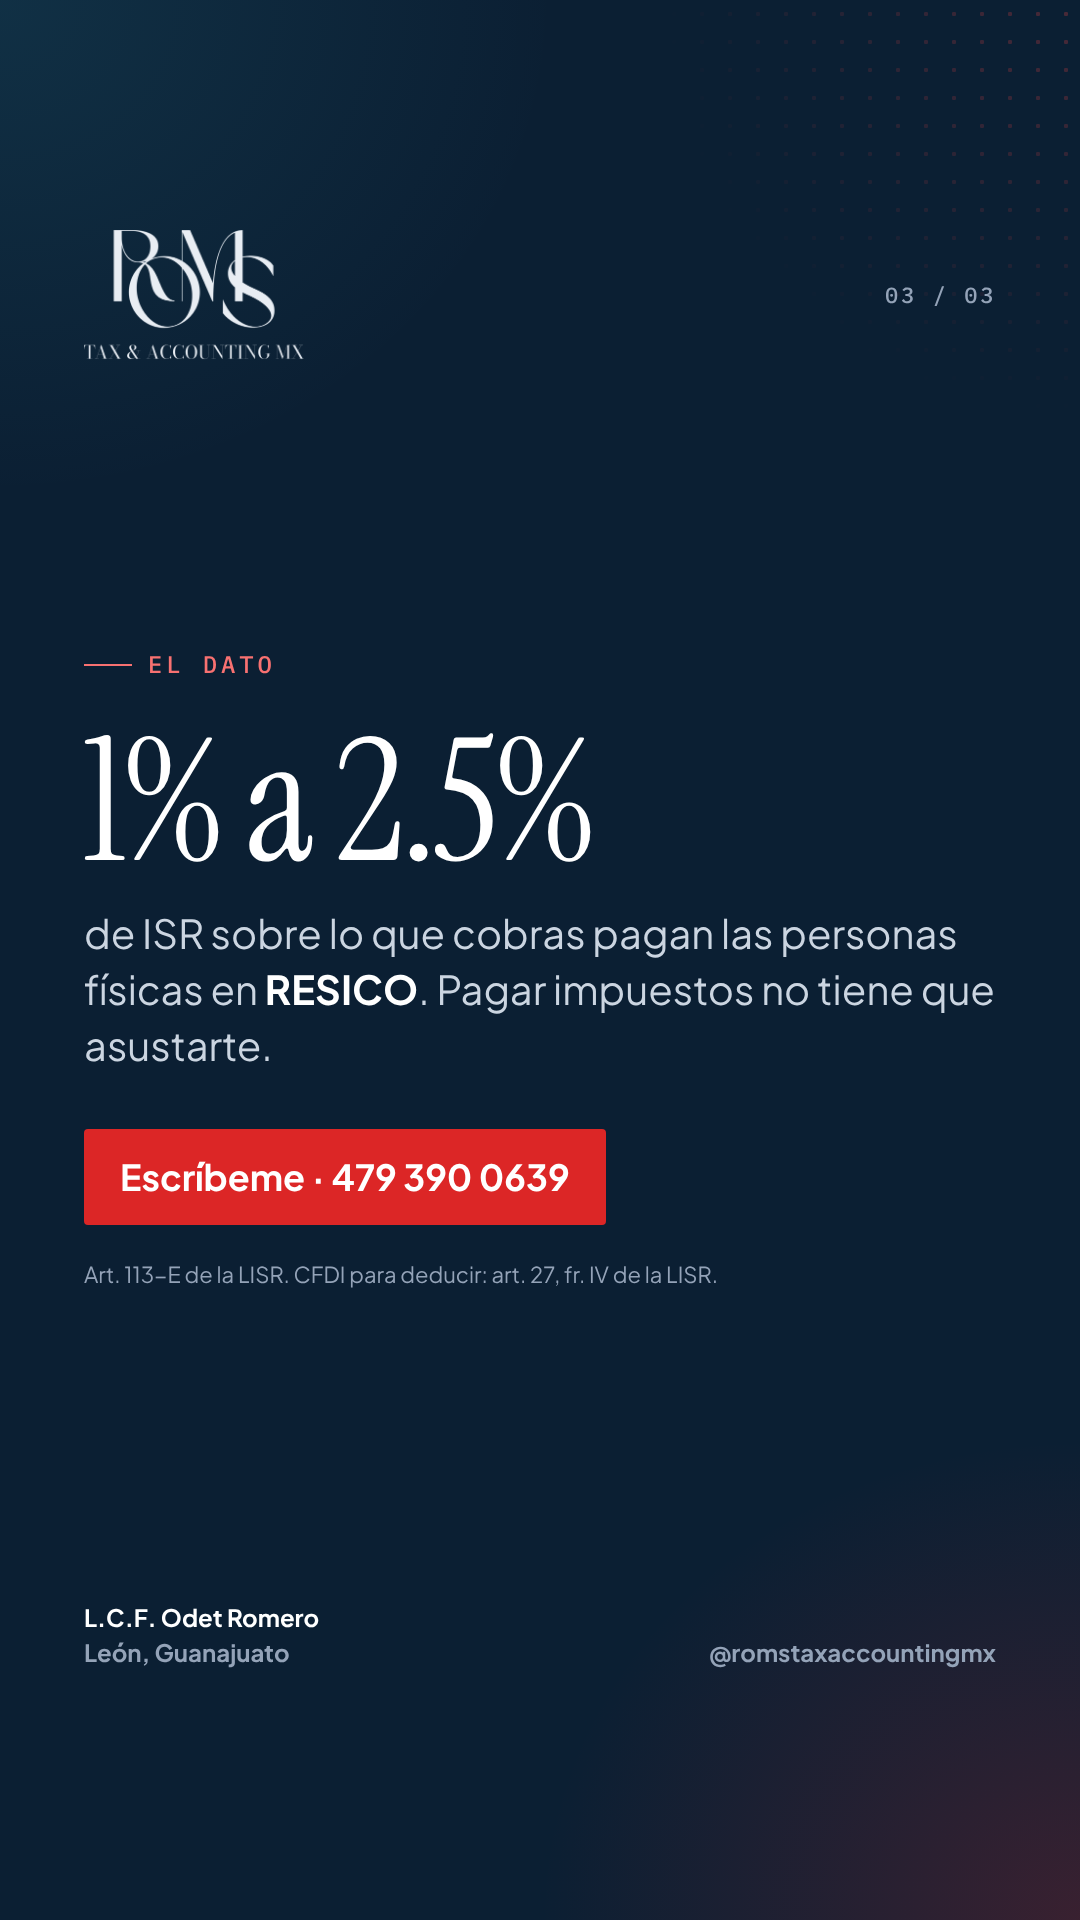 ROMS
TAX & ACCOUNTING MX
03 / 03
EL DATO
1% a 2.5%
de ISR sobre lo que cobras pagan las personas
físicas en RESICO. Pagar impuestos no tiene que
asustarte.
Escríbeme · 479 390 0639
Art. 113-E de la LISR. CFDI para deducir: art. 27, fr. IV de la LISR.
L.C.F. Odet Romero
León, Guanajuato
@romstaxaccountingmx